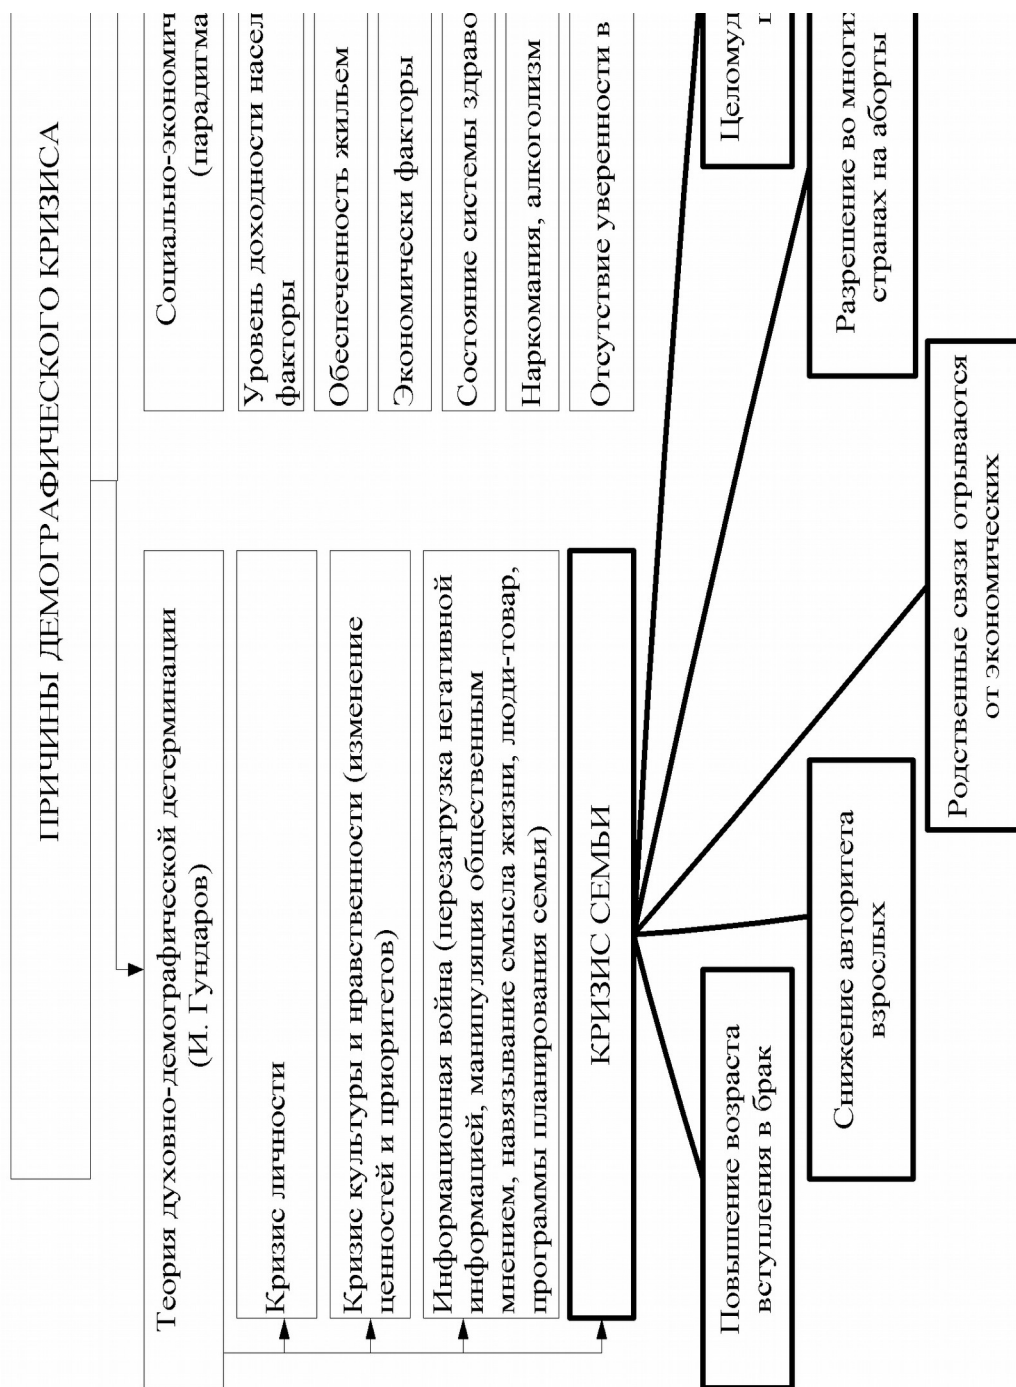 ПРИЧИНЫ ДЕМОГРАФИЧЕСКОГО КРИЗИСА
Теория духовно-демографической детерминации
(И. Гундаров)
Кризис личности
Кризис культуры и нравственности (изменение
ценностей и приоритетов)
Информационная война (перезагрузка негативной
информацией, манипуляция общественным
мнением, навязывание смысла жизни, люди-товар,
программы планирования семьи)
КРИЗИС СЕМЬИ
Социально-экономич
(парадигма
Уровень доходности насел
факторы
Обеспеченность жильем
Экономически факторы
Состояние системы здраво
Наркомания, алкоголизм
Отсутствие уверенности в
Повышение возраста
вступления в брак
Снижение авторитета
взрослых
Родственные связи отрываются
от экономических
Разрешение во многих
странах на аборты
Целомуд